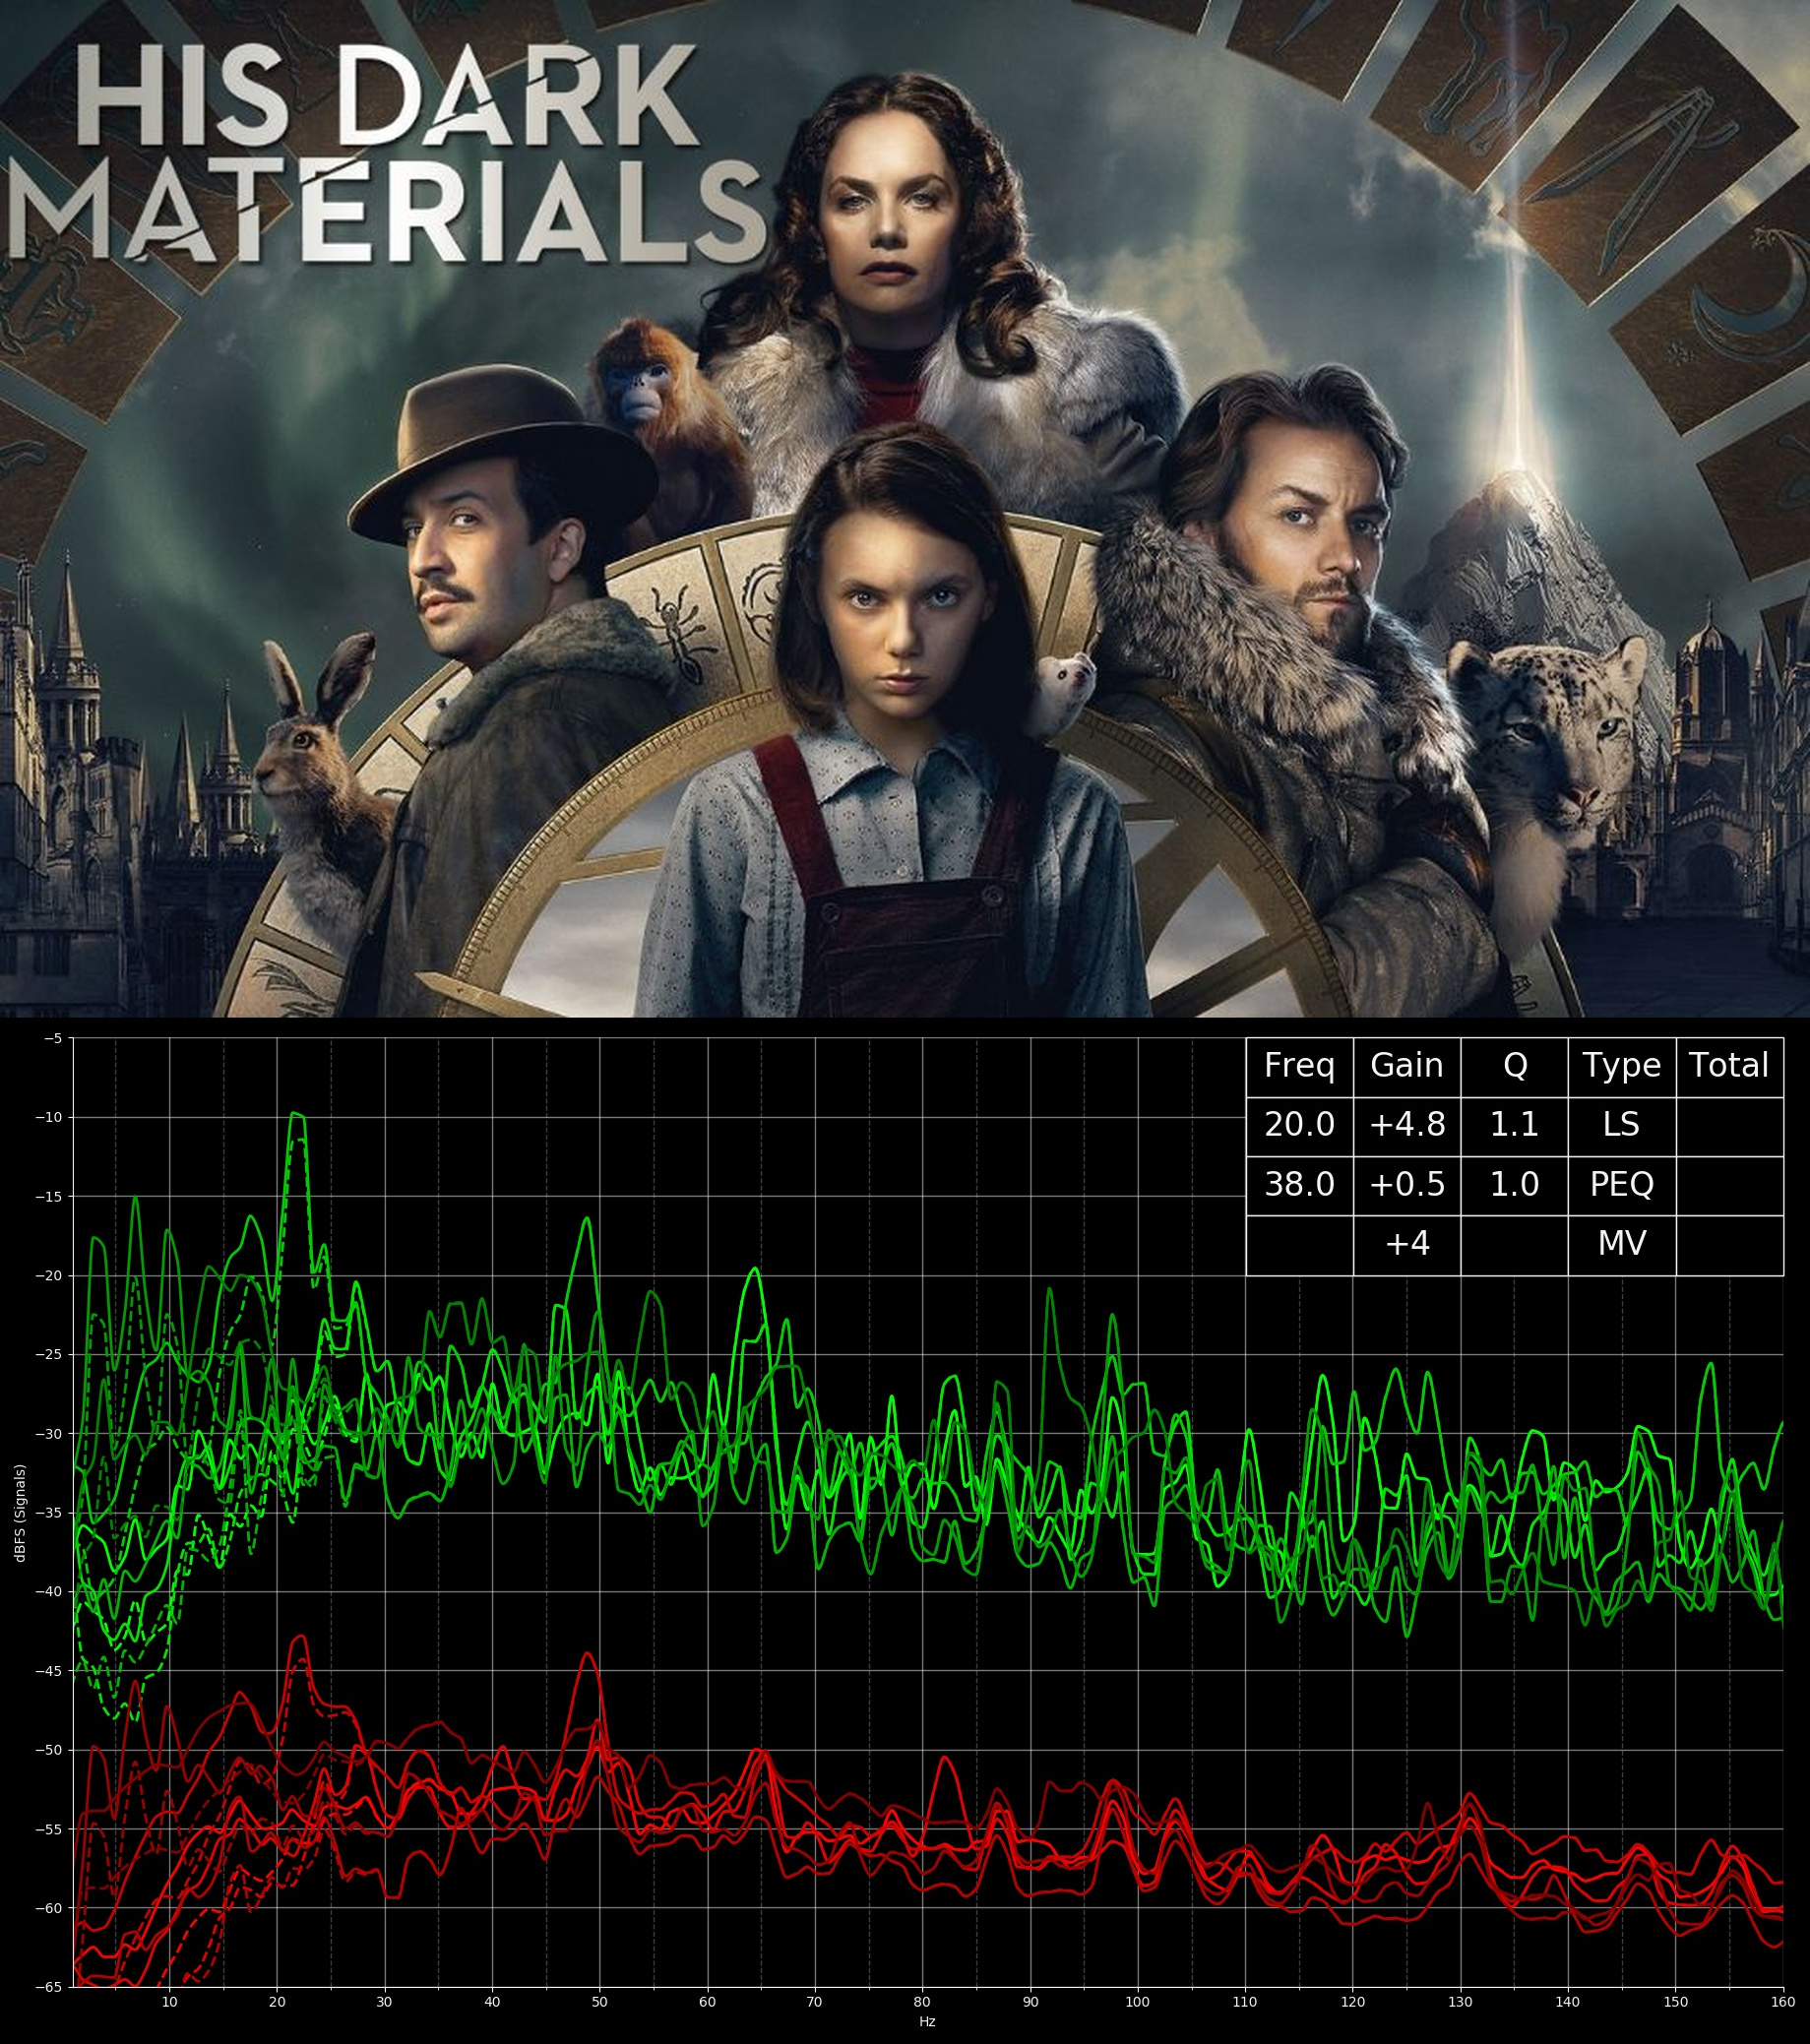 HIS DARK
MATERIALS
Freq Gain Q Type Total
20.0 +4.8 1.1 LS
38.0 +0.5 1.0 PEQ
+4 MV
−5
−10
−15
−20
−25
−30
−35
−40
−45
−50
−55
−60
−65
dBFS (Signals)
10 20 30 40 50 60 70 80 90 100 110 120 130 140 150 160
Hz